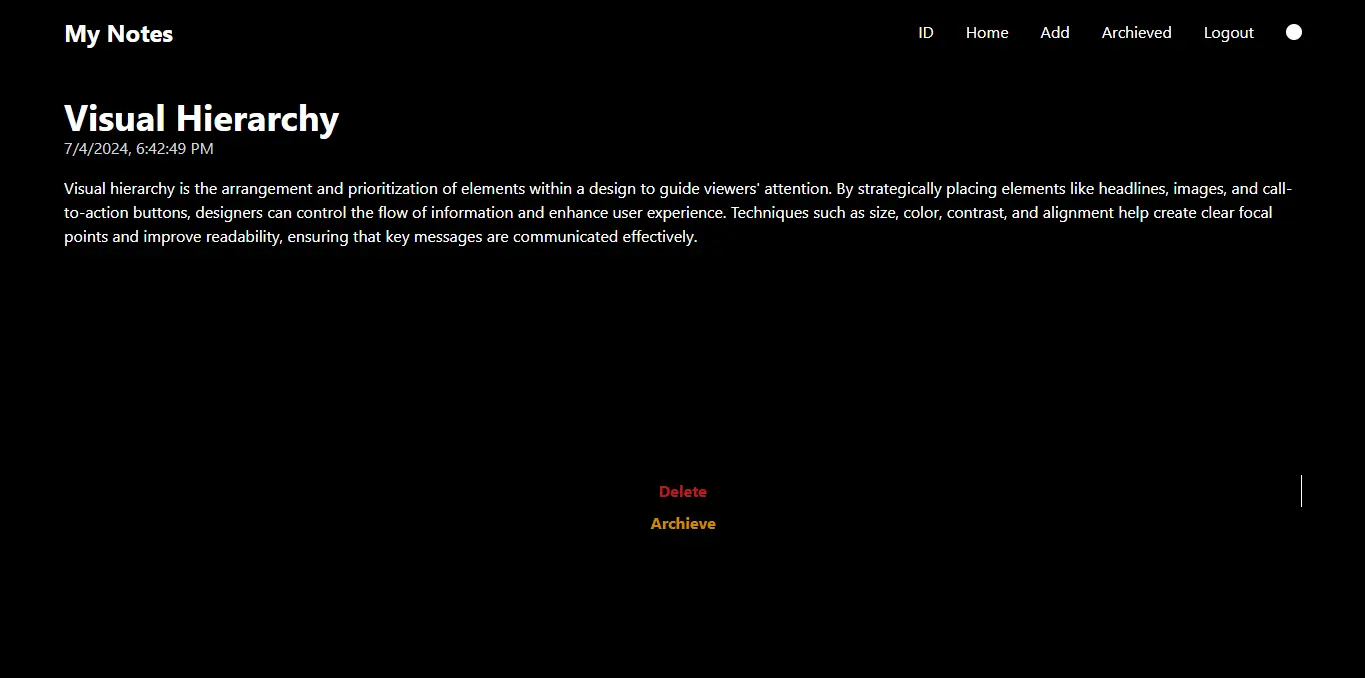 My Notes
ID Home Add Archieved Logout
Visual Hierarchy
7/4/2024, 6:42:49 PM
Visual hierarchy is the arrangement and prioritization of elements within a design to guide viewers' attention. By strategically placing elements like headlines, images, and call-
to-action buttons, designers can control the flow of information and enhance user experience. Techniques such as size, color, contrast, and alignment help create clear focal
points and improve readability, ensuring that key messages are communicated effectively.
Delete
Archieve